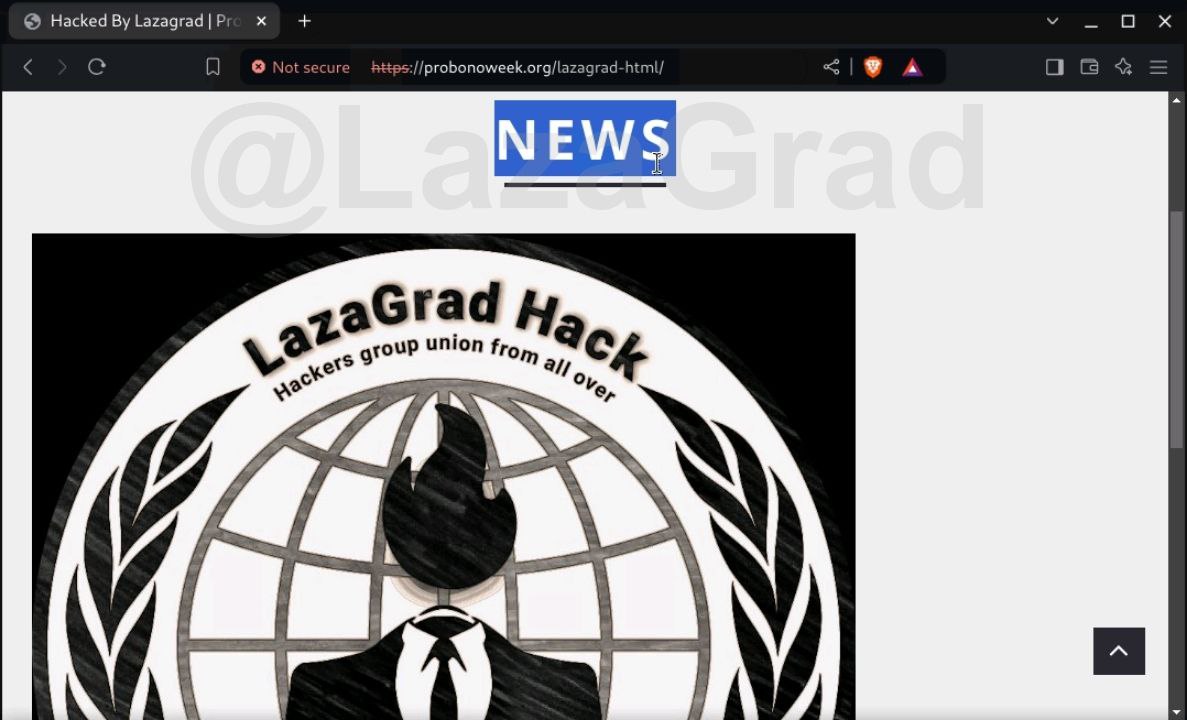 Hacked By Lazagrad | Pro
Not secure
https://probonoweek.org/lazagrad-html/
@LazaGrad
NEWS
LazaGrad Hack
Hackers group union from all over